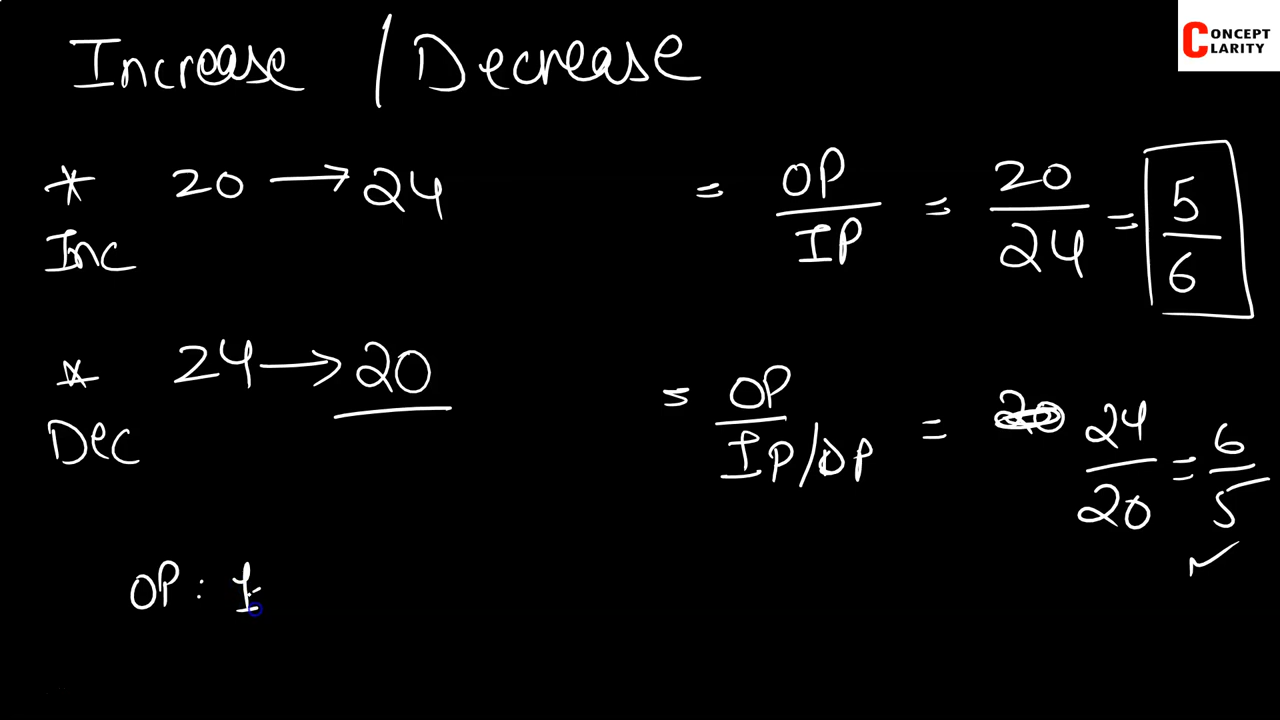 CONCEPT
CLARITY
Increase / Decrease
* 20 → 24 = OP/IP = 20/24 = 5/6
Inc
* 24 → 20 = OP/IP/DP = 24/20 = 6/5 ✓
Dec
OP : I